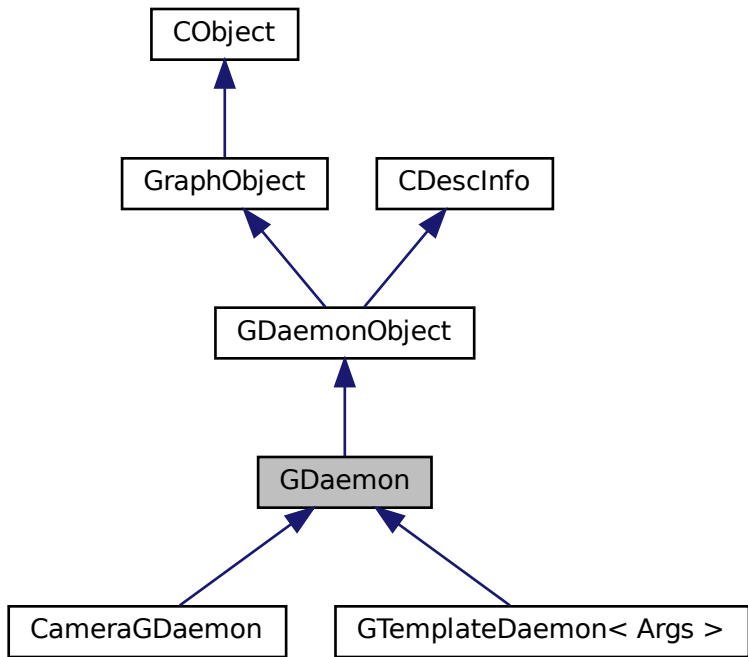 CObject
GraphObject
CDescInfo
GDaemonObject
GDaemon
CameraGDaemon
GTemplateDaemon< Args >